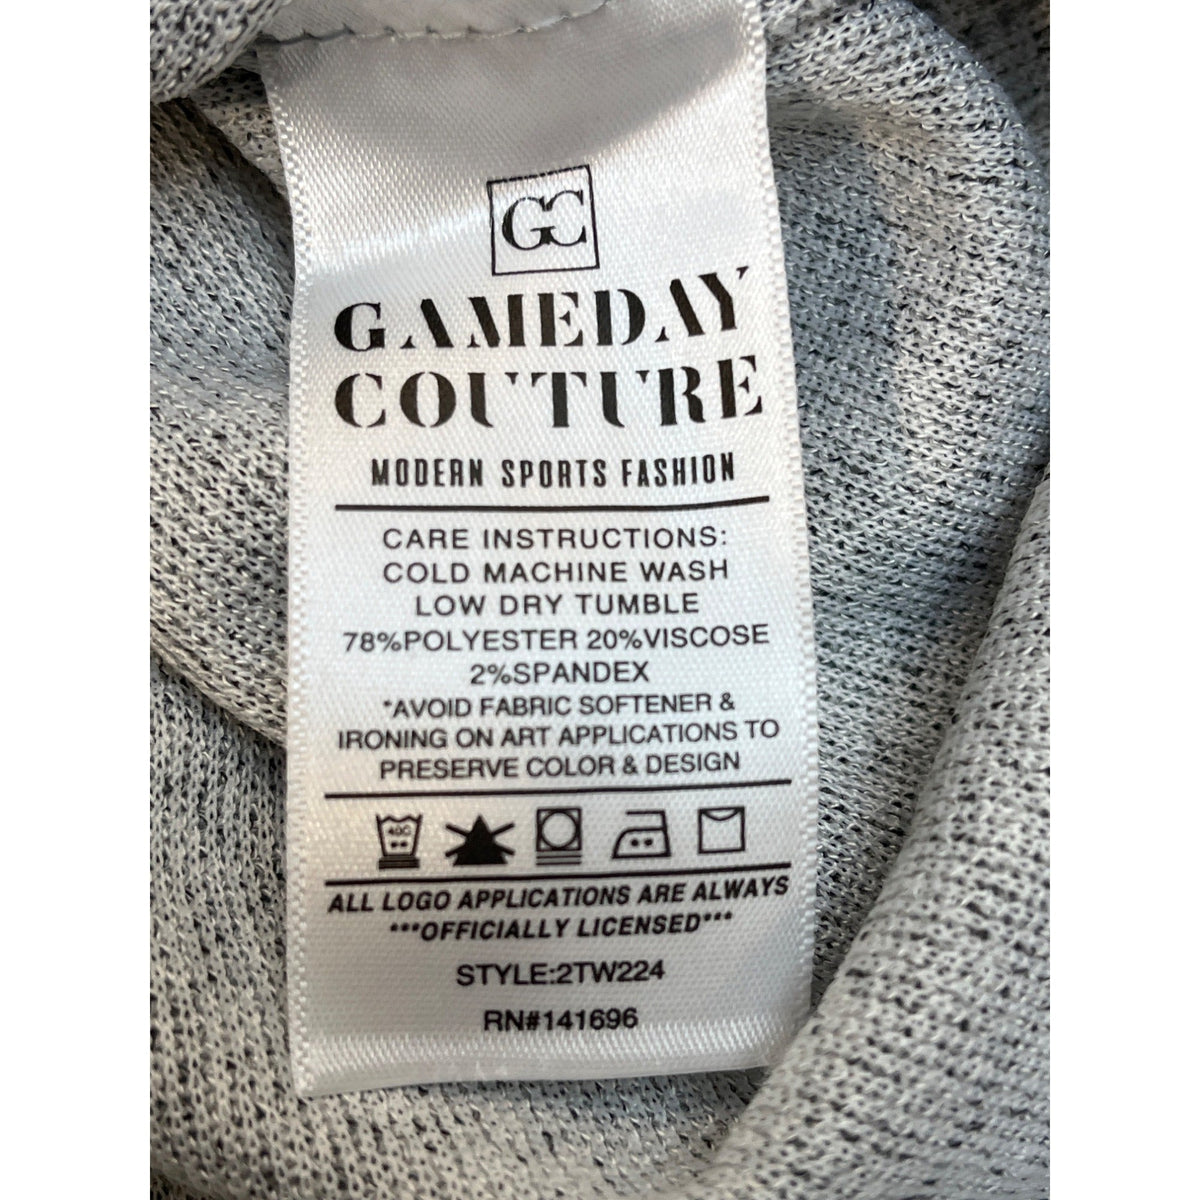 GC
GAMEDAY
COUTURE
MODERN SPORTS FASHION
CARE INSTRUCTIONS:
COLD MACHINE WASH
LOW DRY TUMBLE
78%POLYESTER 20%VISCOSE
2%SPANDEX
*AVOID FABRIC SOFTENER &
IRONING ON ART APPLICATIONS TO
PRESERVE COLOR & DESIGN
40C
ALL LOGO APPLICATIONS ARE ALWAYS
***OFFICIALLY LICENSED***
STYLE:2TW224
RN#141696